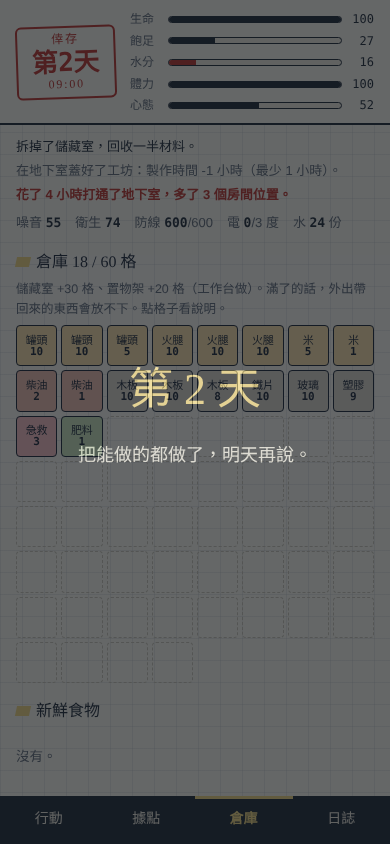 倖存
第2天
09:00
生命 100
飽足 27
水分 16
體力 100
心態 52
拆掉了儲藏室，回收一半材料。
在地下室蓋好了工坊：製作時間 -1 小時（最少 1 小時）。
花了 4 小時打通了地下室，多了 3 個房間位置。
噪音 55 衛生 74 防線 600/600 電 0/3 度 水 24 份
倉庫 18 / 60 格
儲藏室 +30 格、置物架 +20 格（工作台做）。滿了的話，外出帶
回來的東西會放不下。點格子看說明。
罐頭 罐頭 罐頭 火腿 火腿 火腿 米 米
10 10 5 10 10 10 5 1
柴油 柴油 木板 木板 木板 片 玻璃 塑膠
2 1 10 10 8 10 10 9
第 2 天
急救 肥料
3 1
把能做的都做了，明天再說。
新鮮食物
沒有。
行動 據點 倉庫 日誌